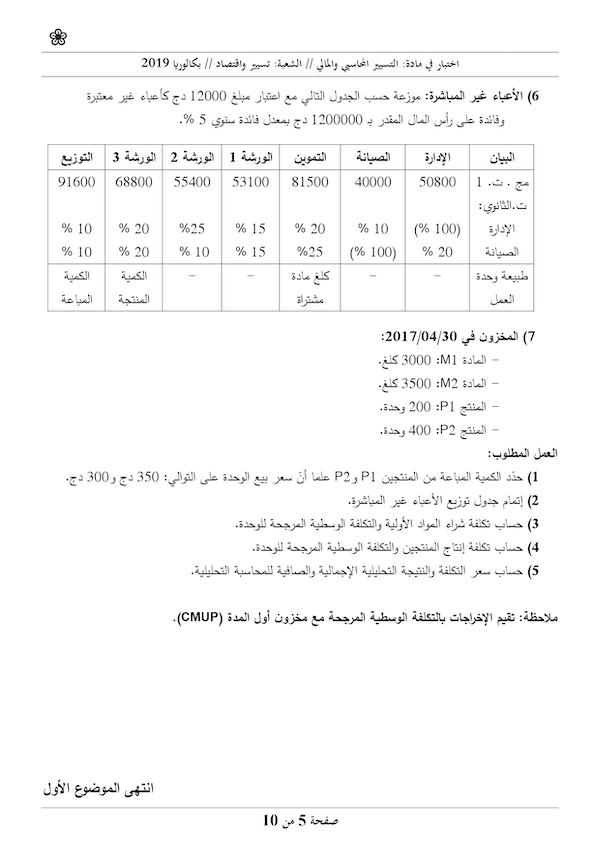 اختبار في مادة: التسيير المحاسبي والمالي // الشعبة: تسيير واقتصاد // بكالوريا 2019
6) الأعباء غير المباشرة: موزعة حسب الجدول التالي مع اعتبار مبلغ 12000 دج كأعباء غير معتبرة
وفائدة على رأس المال المقدر بـ 1200000 دج بمعدل فائدة سنوي 5 %.
البيان الإدارة الصيانة التموين الورشة 1 الورشة 2 الورشة 3 التوزيع
مج . ت. 1 50800 40000 81500 53100 55400 68800 91600
ت.الثانوي:
الإدارة (100 %) 10 % 20 % 15 % 25% 20 % 10 %
الصيانة 20 % (100 %) 25% 15 % 10 % 20 % 10 %
طبيعة وحدة – – كلغ مادة – – الكمية الكمية
العمل مشتراة المنتجة المباعة
7) المخزون في 2017/04/30:
– المادة M1: 3000 كلغ.
– المادة M2: 3500 كلغ.
– المنتج P1: 200 وحدة.
– المنتج P2: 400 وحدة.
العمل المطلوب:
1) حدّد الكمية المباعة من المنتجين P1 وP2 علما أنّ سعر بيع الوحدة على التوالي: 350 دج و300 دج.
2) إتمام جدول توزيع الأعباء غير المباشرة.
3) حساب تكلفة شراء المواد الأولية والتكلفة الوسطية المرجحة للوحدة.
4) حساب تكلفة إنتاج المنتجين والتكلفة الوسطية المرجحة للوحدة.
5) حساب سعر التكلفة والنتيجة التحليلية الإجمالية والصافية للمحاسبة التحليلية.
ملاحظة: تقيم الإخراجات بالتكلفة الوسطية المرجحة مع مخزون أول المدة (CMUP).
انتهى الموضوع الأول
صفحة 5 من 10